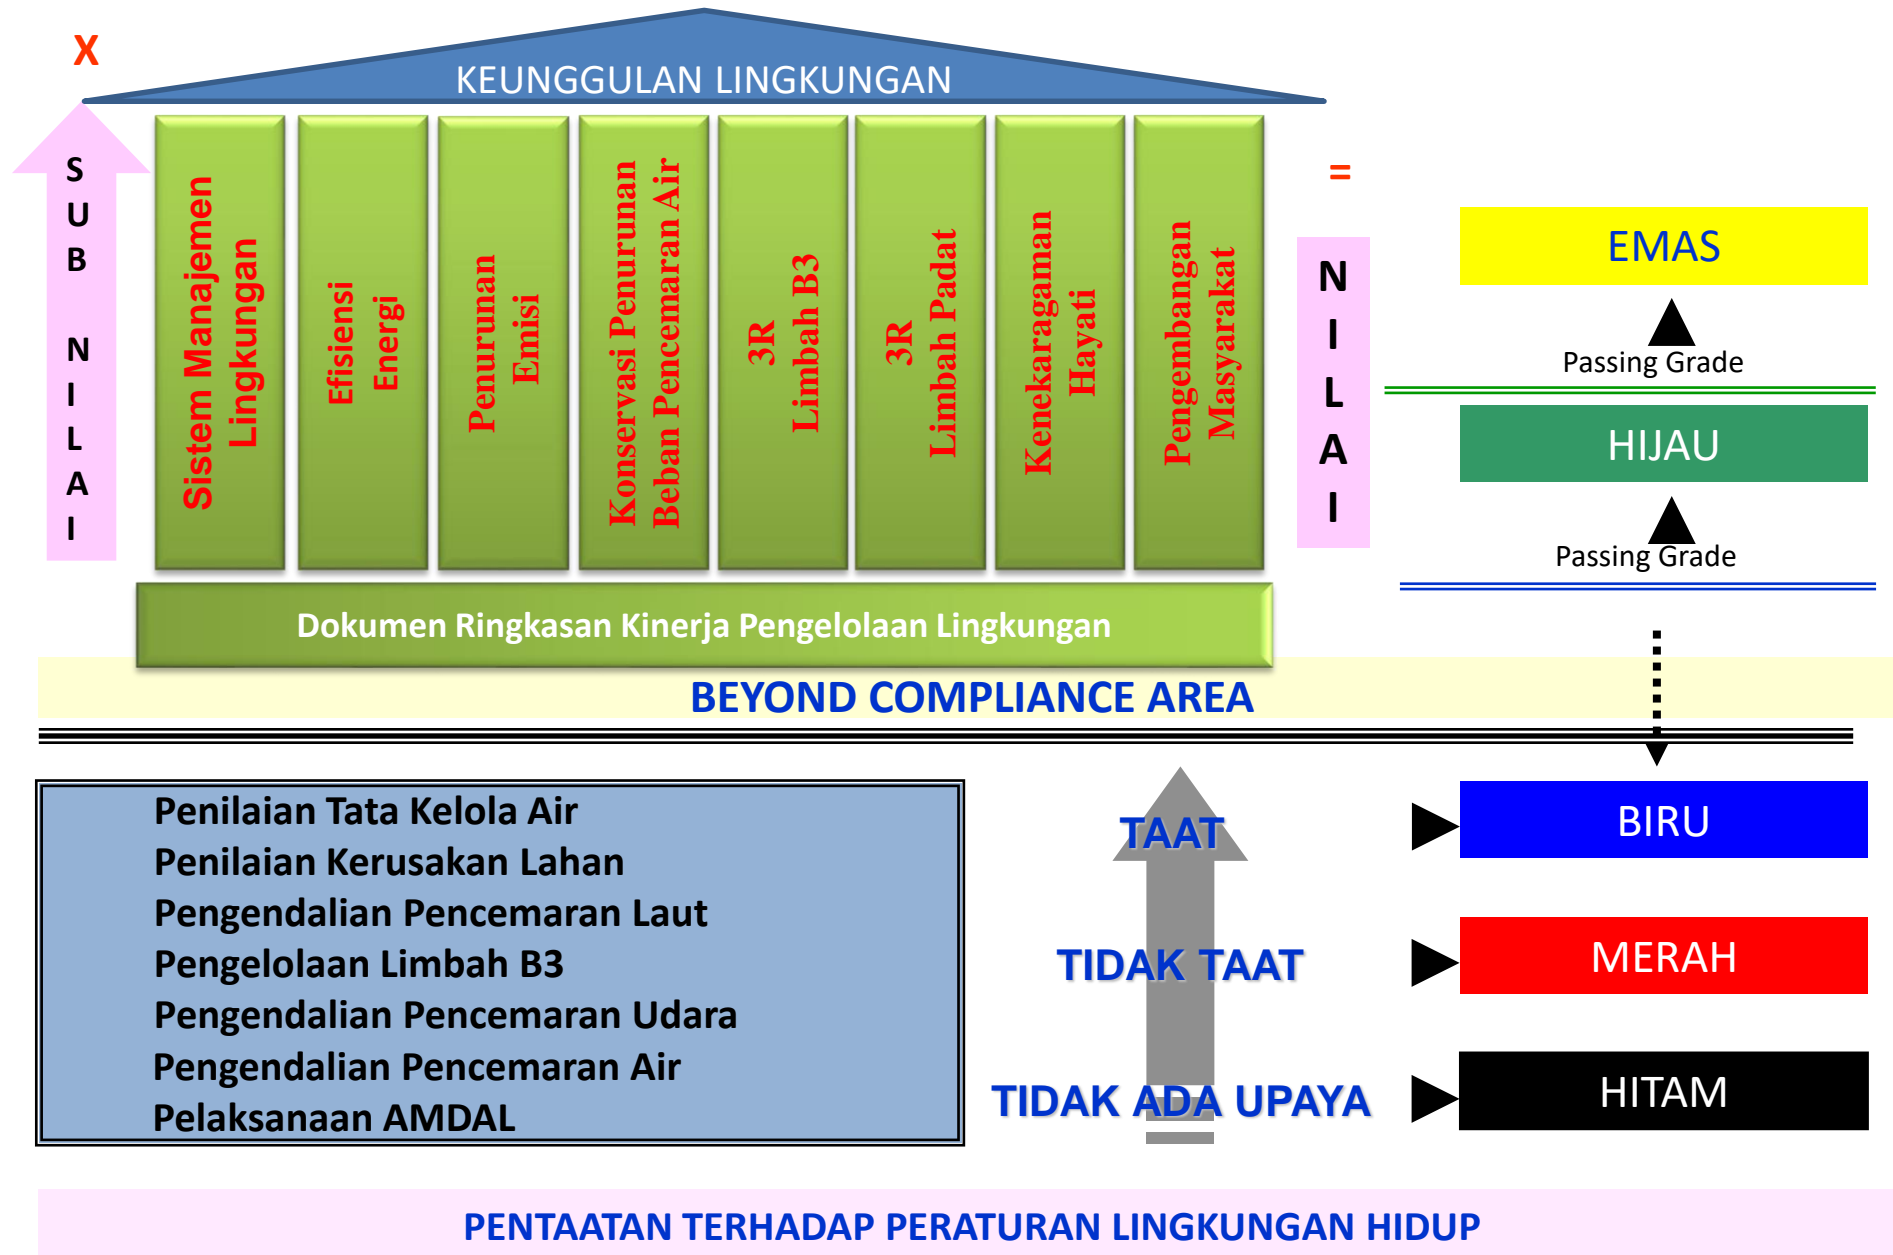 X
KEUNGGULAN LINGKUNGAN
SUB NILAI
Sistem Manajemen
Lingkungan
Efisiensi
Energi
Penurunan
Emisi
Konservasi Penurunan
Beban Pencemaran Air
3R
Limbah B3
3R
Limbah Padat
Kenekaragaman
Hayati
Pengembangan
Masyarakat
=
NILAI
EMAS
Passing Grade
HIJAU
Passing Grade
Dokumen Ringkasan Kinerja Pengelolaan Lingkungan
BEYOND COMPLIANCE AREA
Penilaian Tata Kelola Air
Penilaian Kerusakan Lahan
Pengendalian Pencemaran Laut
Pengelolaan Limbah B3
Pengendalian Pencemaran Udara
Pengendalian Pencemaran Air
Pelaksanaan AMDAL
TAAT
BIRU
TIDAK TAAT
MERAH
TIDAK ADA UPAYA
HITAM
PENTAATAN TERHADAP PERATURAN LINGKUNGAN HIDUP